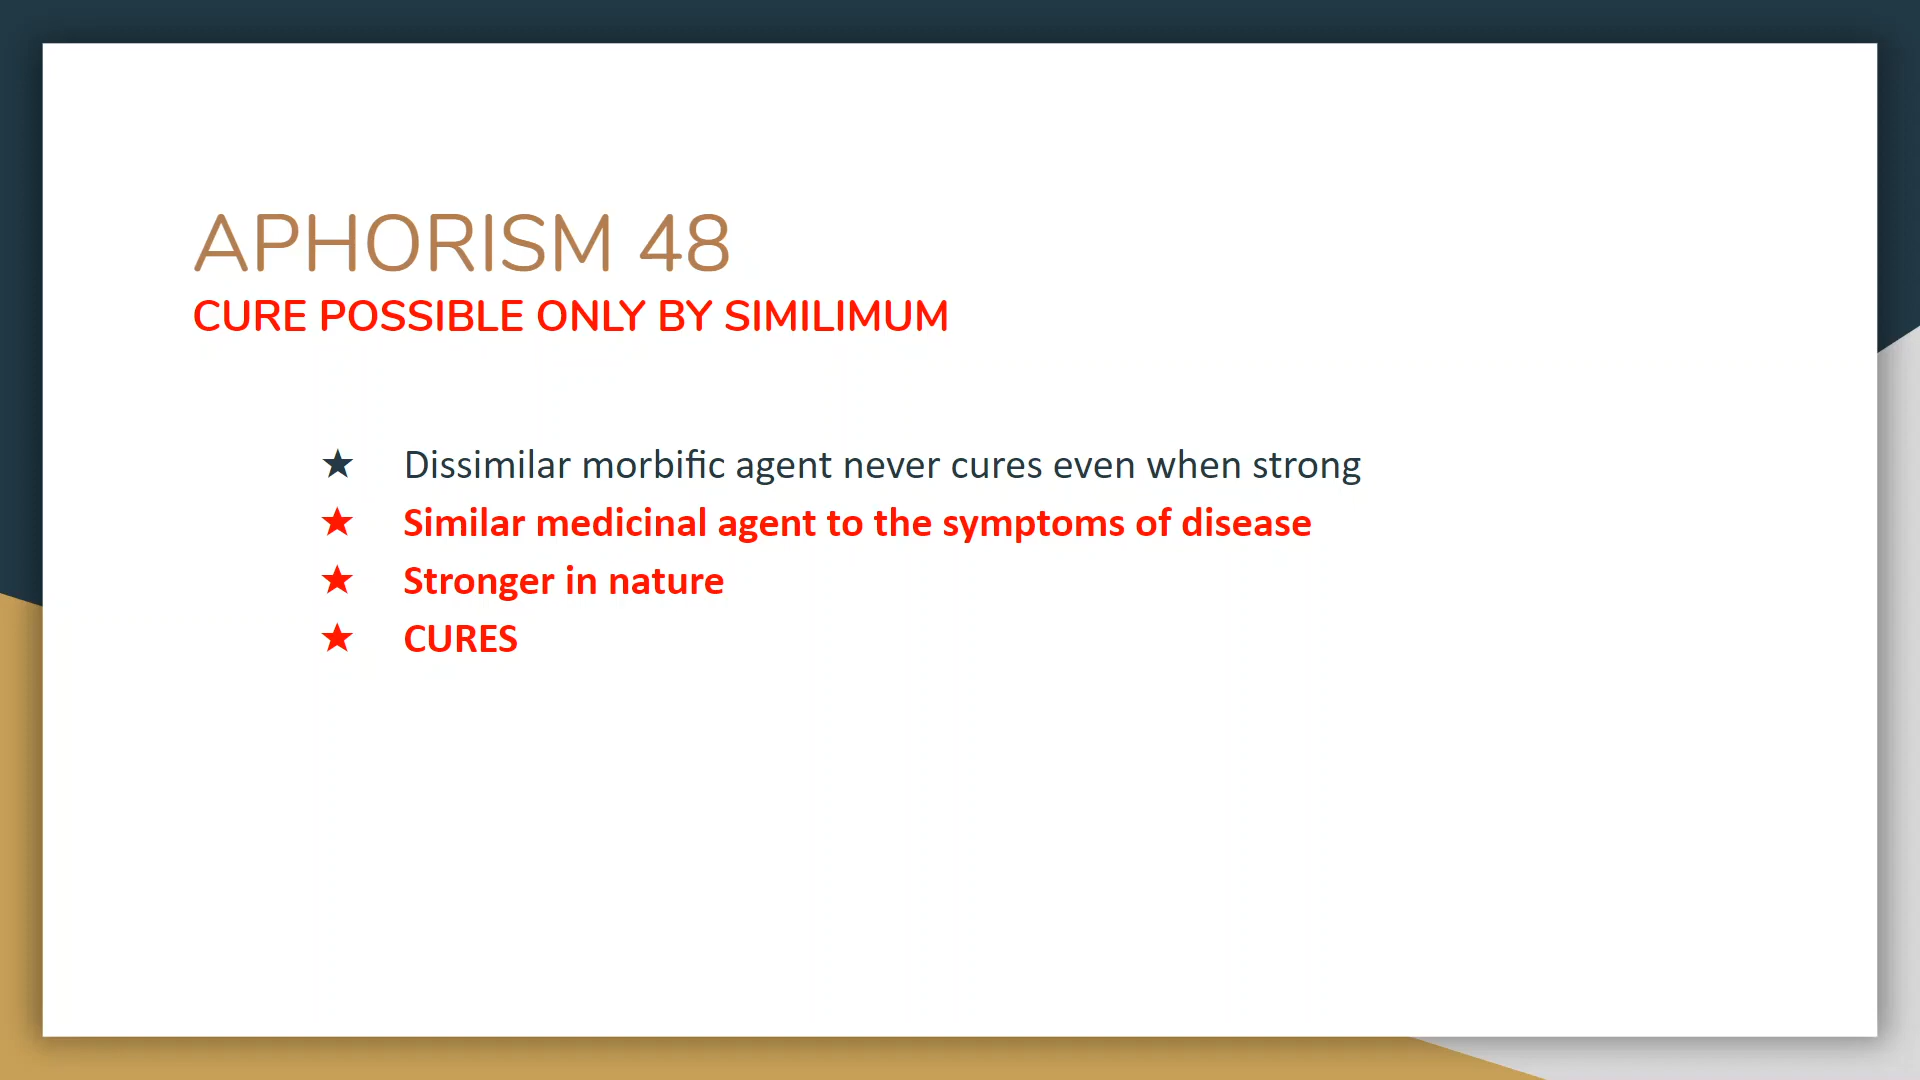 APHORISM 48
CURE POSSIBLE ONLY BY SIMILIMUM
★ Dissimilar morbific agent never cures even when strong
★ Similar medicinal agent to the symptoms of disease
★ Stronger in nature
★ CURES